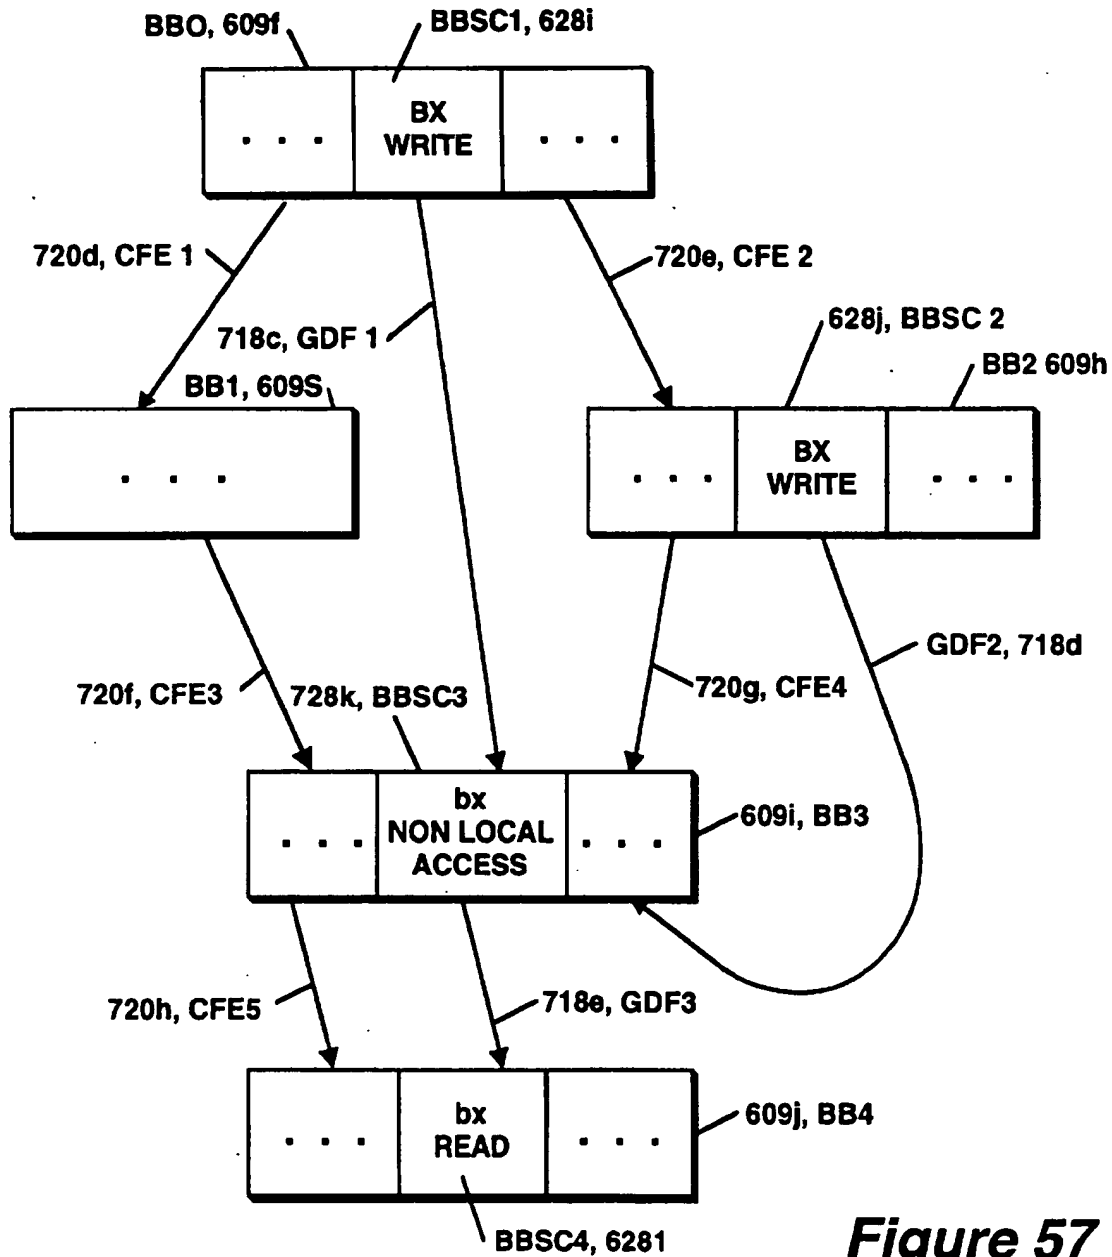 BBO, 609f
BBSC1, 628i
. . .
BX
WRITE
. . .
720d, CFE 1
720e, CFE 2
718c, GDF 1
628j, BBSC 2
BB1, 609S
BB2 609h
. . .
. . .
BX
WRITE
. . .
GDF2, 718d
720f, CFE3
728k, BBSC3
720g, CFE4
. . .
bx
NON LOCAL
ACCESS
. . .
609i, BB3
720h, CFE5
718e, GDF3
. . .
bx
READ
. . .
609j, BB4
BBSC4, 6281
Figure 57